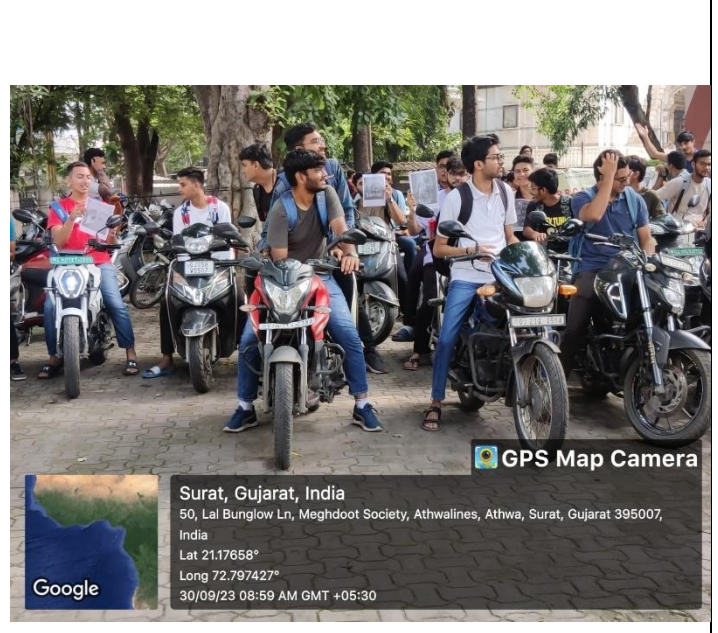 GPS Map Camera
Surat, Gujarat, India
50, Lal Bunglow Ln, Meghdoot Society, Athwalines, Athwa, Surat, Gujarat 395007,
India
Lat 21.17658°
Long 72.797427°
30/09/23 08:59 AM GMT +05:30
Google